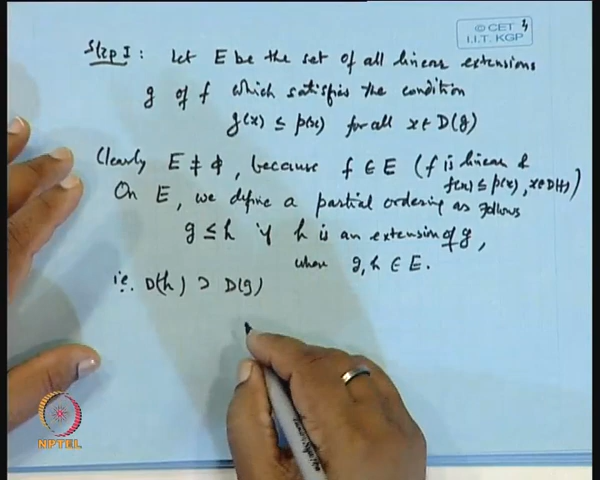 © CET
I.I.T. KGP
Step I : Let E be the set of all linear extensions
g of f which satisfies the condition
g(x) ≤ p(x) for all x ∈ D(g)
Clearly E ≠ φ, because f ∈ E (f is linear &
f(x) ≤ p(x), x ∈ D(f))
On E, we define a partial ordering as follows
g ≤ h if h is an extension of g,
where g, h ∈ E.
i.e. D(h) ⊃ D(g)
NPTEL